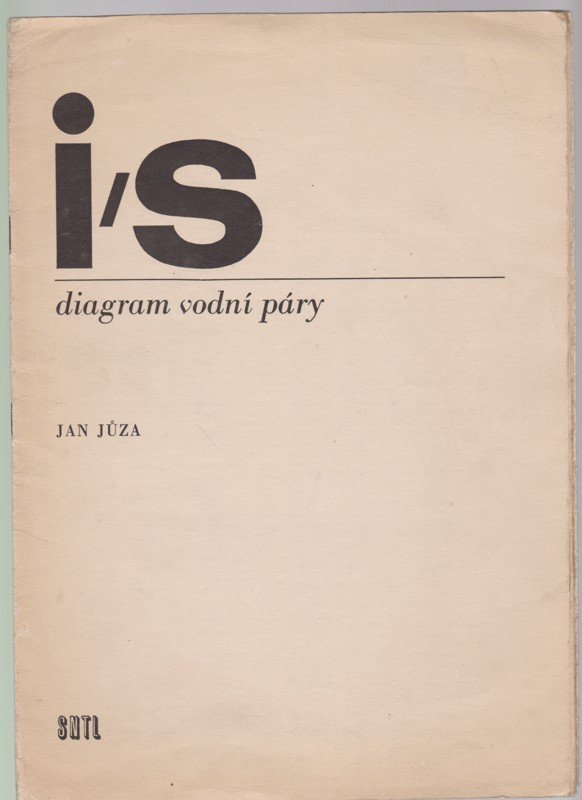 i/s
diagram vodní páry
JAN JŮZA
SNTL